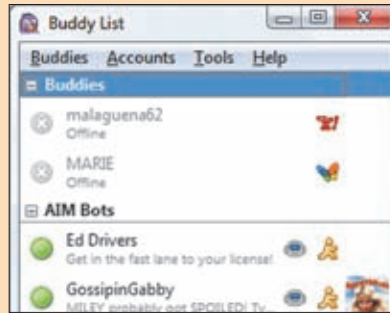 Buddy List
Buddies Accounts Tools Help
Buddies
malaguena62
Offline
MARIE
Offline
AIM Bots
Ed Drivers
Get in the fast lane to your license!
GossipinGabby
MILEY probably got SPOILED! Ty